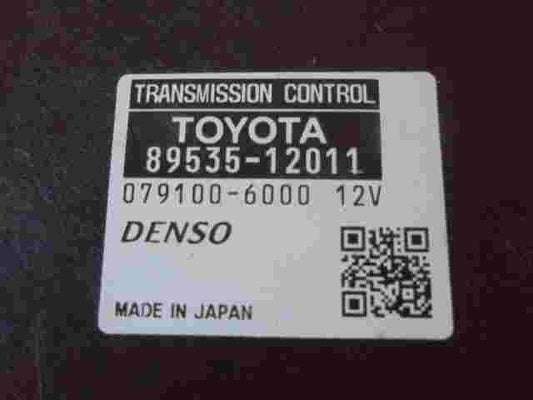 TRANSMISSION CONTROL
TOYOTA
89535-12011
079100-6000 12V
DENSO
MADE IN JAPAN